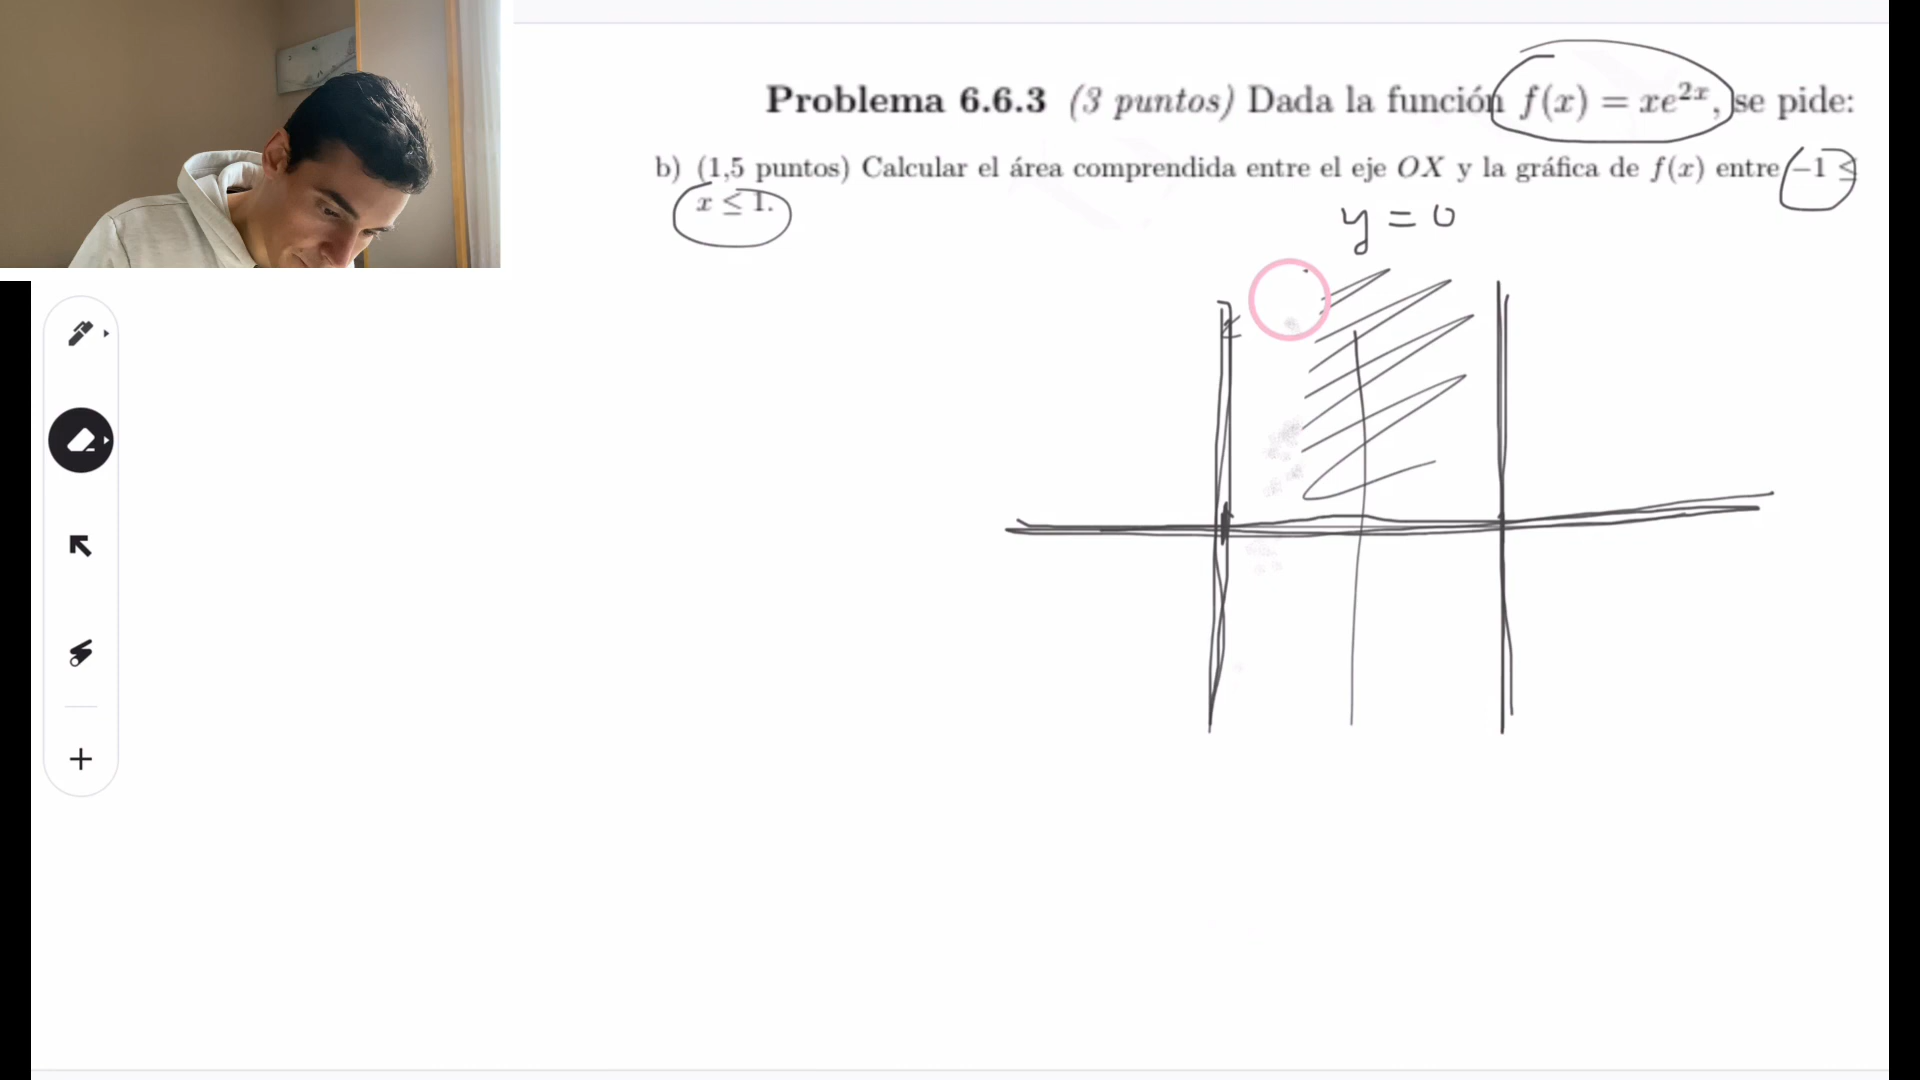 Problema 6.6.3 (3 puntos) Dada la función f(x) = xe^{2x}, se pide:
b) (1,5 puntos) Calcular el área comprendida entre el eje OX y la gráfica de f(x) entre −1 ≤
x ≤ 1.
y = 0